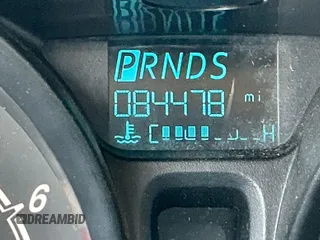 PRNDS
084478 mi
C H
6
DREAMBID